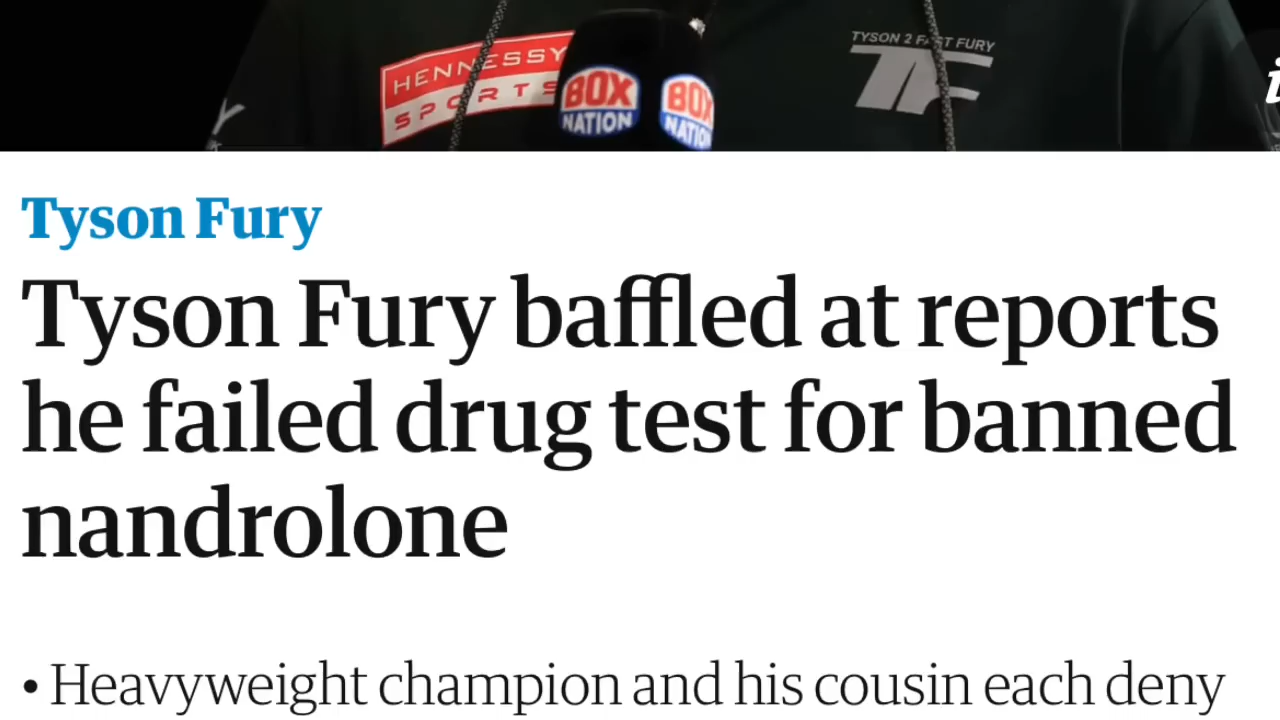 HENNESSY
SPORTS
BOX
NATION
BOX
NATION
TYSON 2 FAST FURY
TF
Tyson Fury
Tyson Fury baffled at reports
he failed drug test for banned
nandrolone
• Heavyweight champion and his cousin each deny